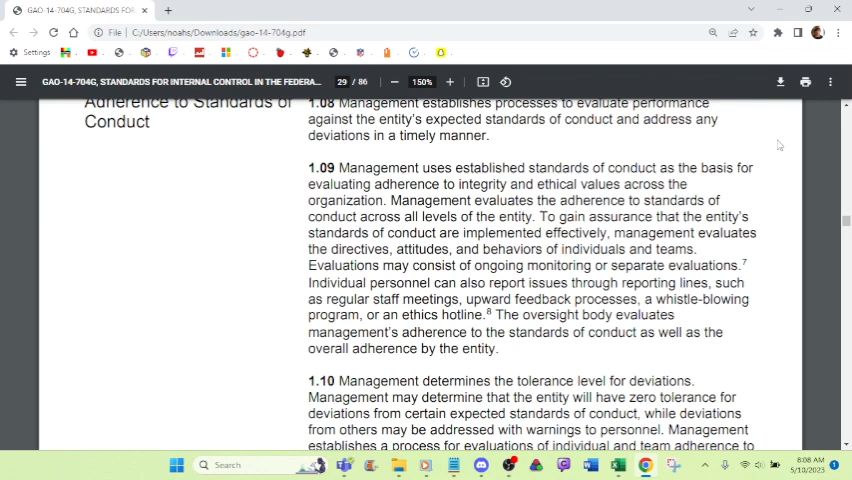 GAO-14-704G, STANDARDS FOR I
File | C:/Users/noahs/Downloads/gao-14-704g.pdf
Settings
GAO-14-704G, STANDARDS FOR INTERNAL CONTROL IN THE FEDERA...
29 / 86
150%
Adherence to Standards of
Conduct
1.08 Management establishes processes to evaluate performance
against the entity's expected standards of conduct and address any
deviations in a timely manner.
1.09 Management uses established standards of conduct as the basis for
evaluating adherence to integrity and ethical values across the
organization. Management evaluates the adherence to standards of
conduct across all levels of the entity. To gain assurance that the entity's
standards of conduct are implemented effectively, management evaluates
the directives, attitudes, and behaviors of individuals and teams.
Evaluations may consist of ongoing monitoring or separate evaluations.7
Individual personnel can also report issues through reporting lines, such
as regular staff meetings, upward feedback processes, a whistle-blowing
program, or an ethics hotline.8 The oversight body evaluates
management's adherence to the standards of conduct as well as the
overall adherence by the entity.
1.10 Management determines the tolerance level for deviations.
Management may determine that the entity will have zero tolerance for
deviations from certain expected standards of conduct, while deviations
from others may be addressed with warnings to personnel. Management
establishes a process for evaluations of individual and team adherence to
Search
8:08 AM
5/10/2023